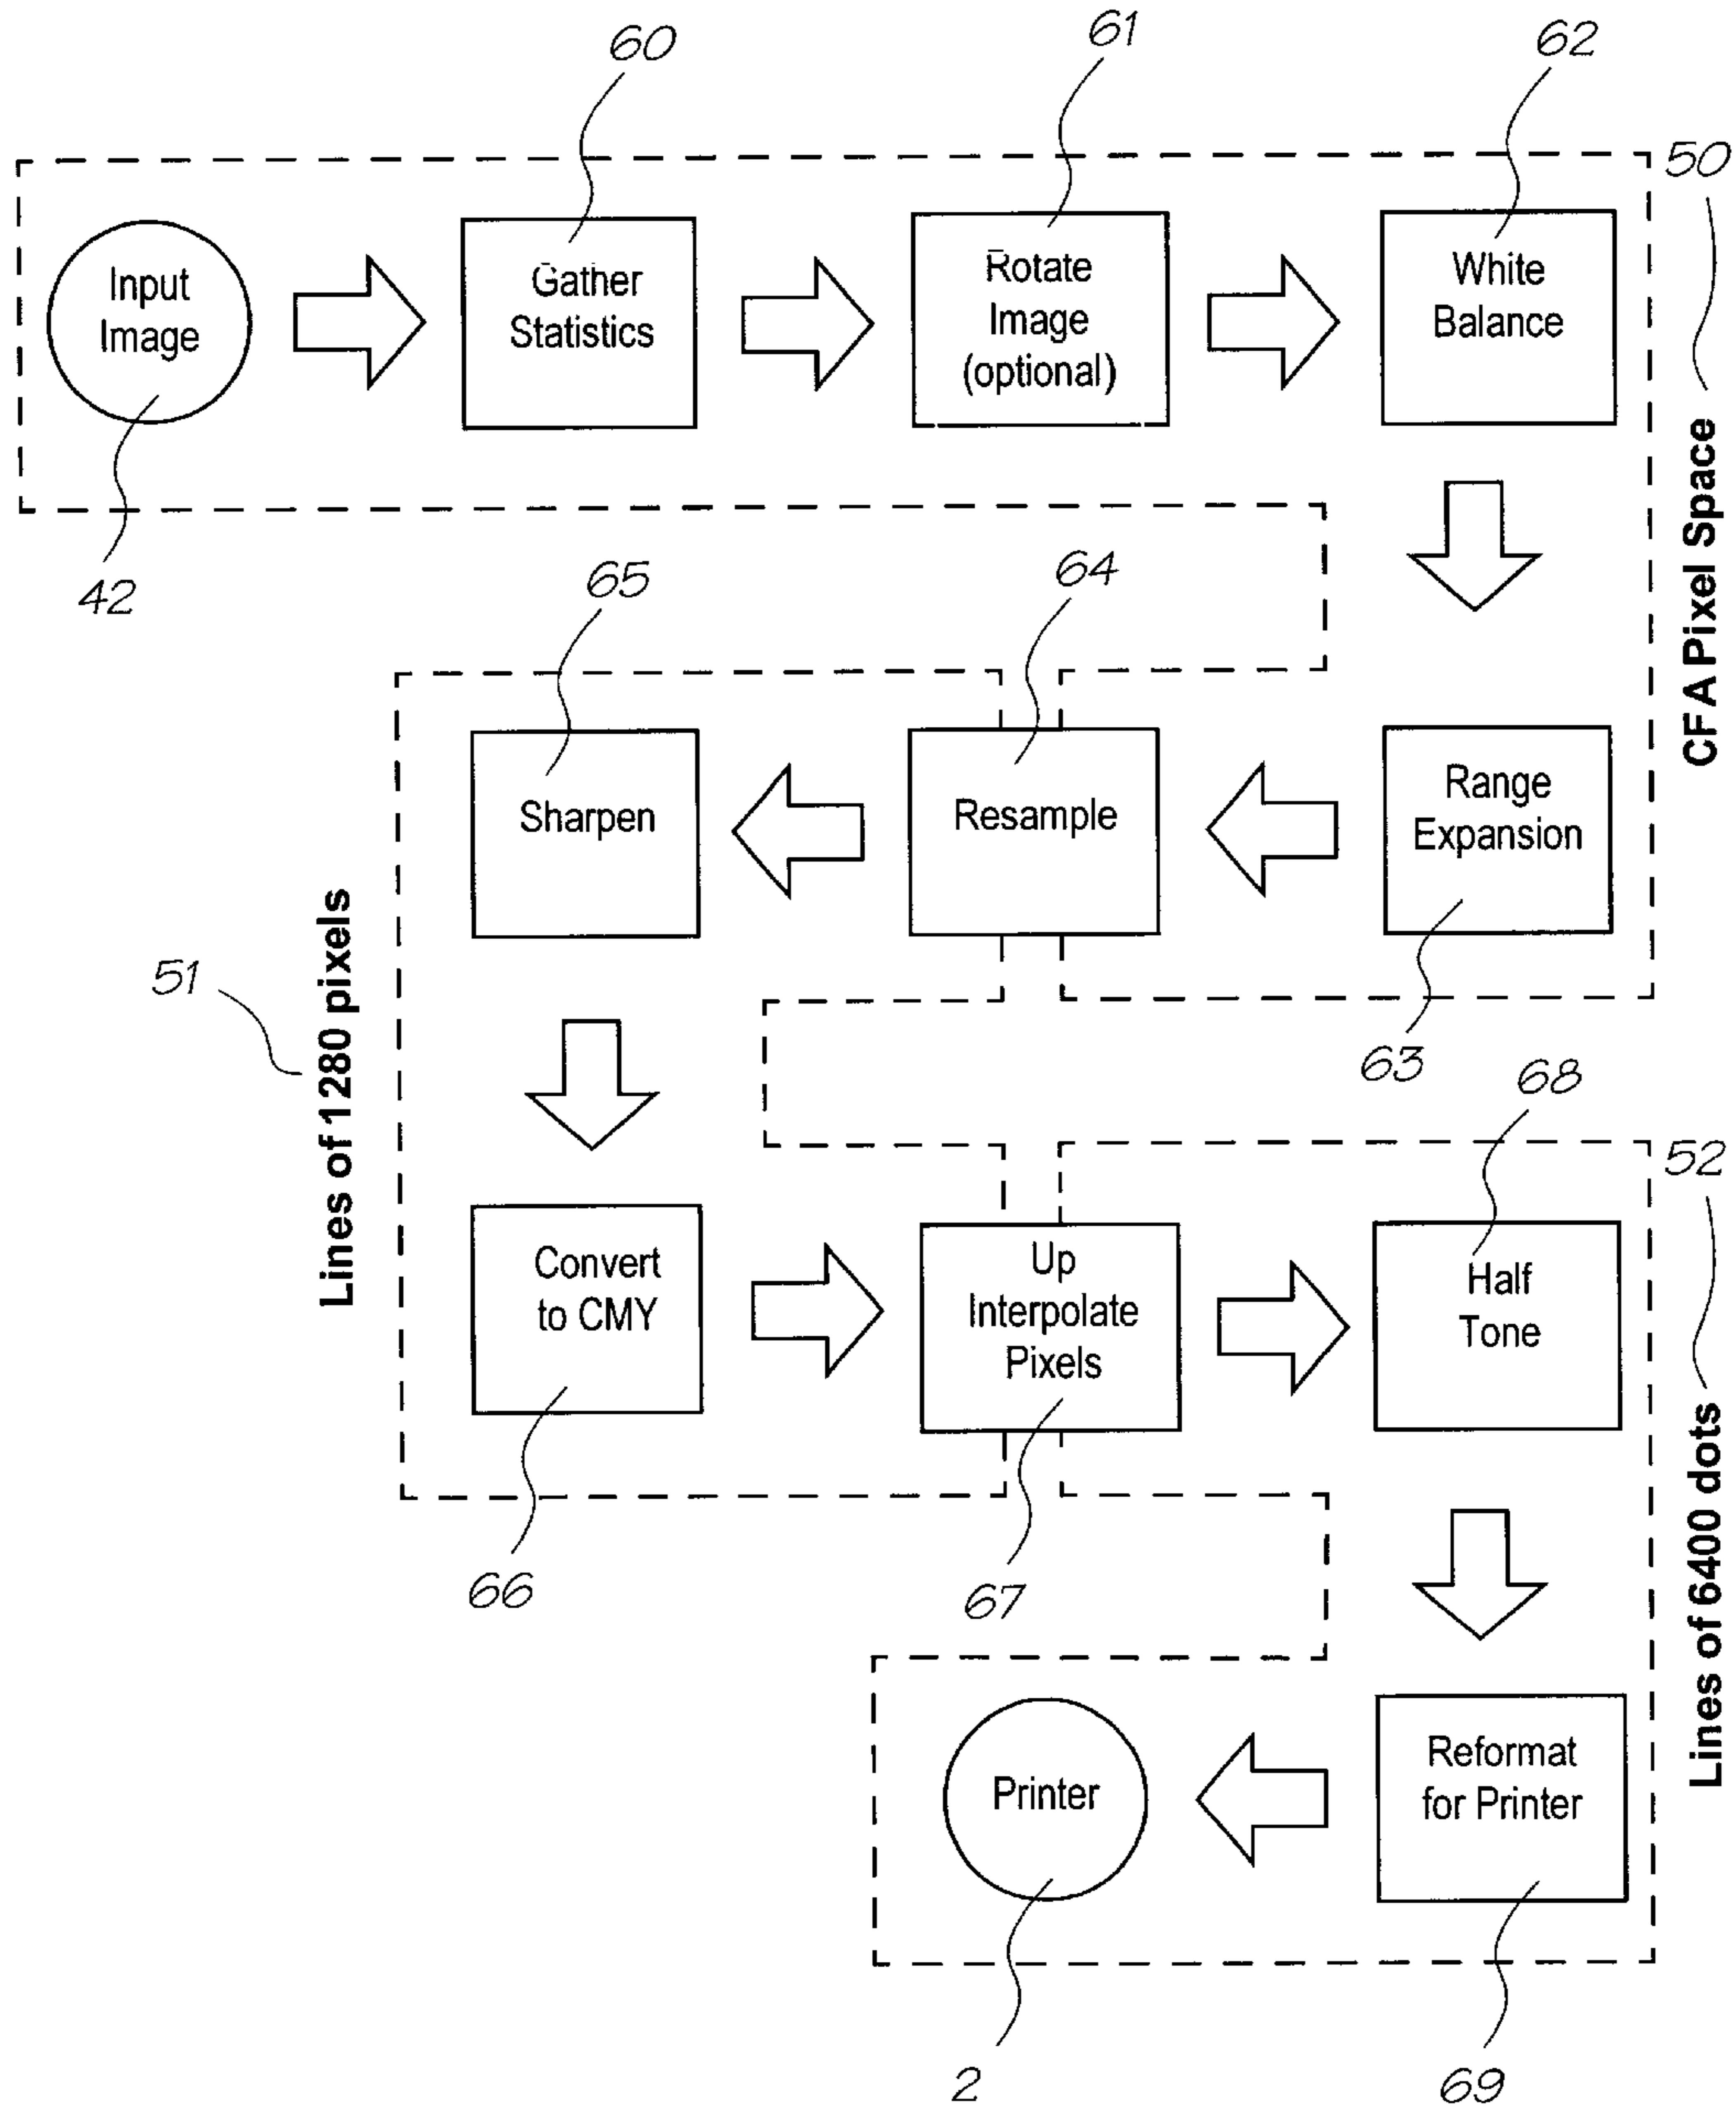 60
61
62
50
Input
Image
Gather
Statistics
Rotate
Image
(optional)
White
Balance
42
CFA Pixel Space
65
64
Sharpen
Resample
Range
Expansion
51
Lines of 1280 pixels
63
68
52
Convert
to CMY
Up
Interpolate
Pixels
Half
Tone
66
67
Lines of 6400 dots
Printer
Reformat
for Printer
2
69